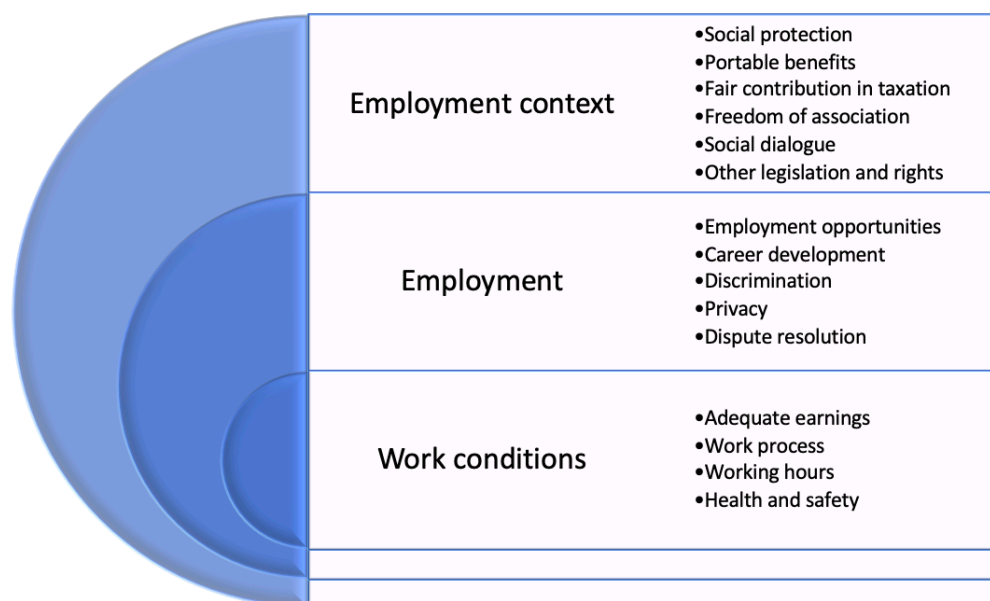 Employment context
•Social protection
•Portable benefits
•Fair contribution in taxation
•Freedom of association
•Social dialogue
•Other legislation and rights
Employment
•Employment opportunities
•Career development
•Discrimination
•Privacy
•Dispute resolution
Work conditions
•Adequate earnings
•Work process
•Working hours
•Health and safety